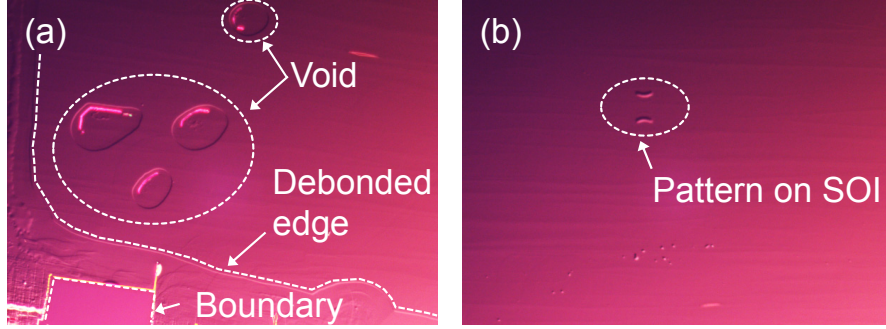 (a)
Void
Debonded
edge
Boundary
(b)
Pattern on SOI